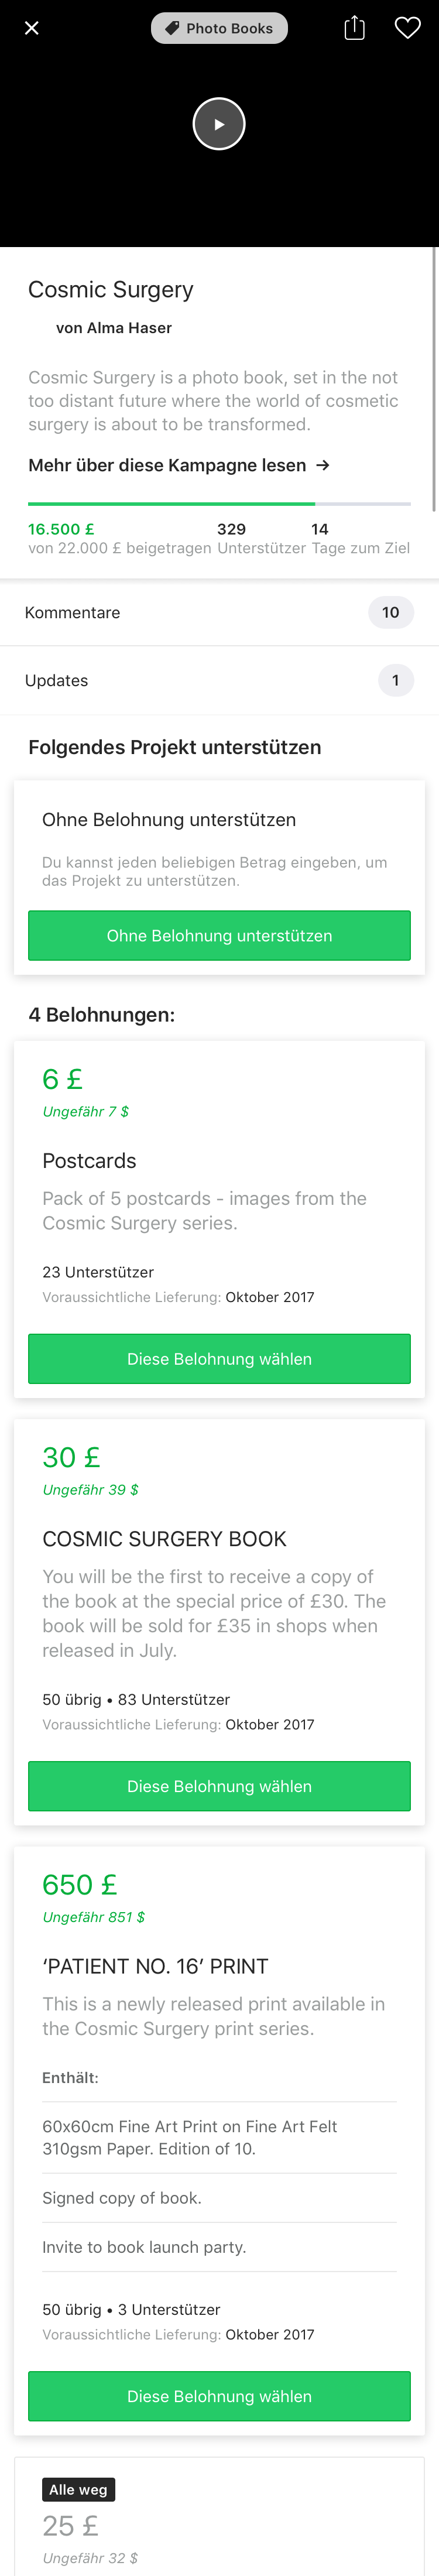 Photo Books
Cosmic Surgery
von Alma Haser
Cosmic Surgery is a photo book, set in the not
too distant future where the world of cosmetic
surgery is about to be transformed.
Mehr über diese Kampagne lesen →
16.500 £ 329 14
von 22.000 £ beigetragen Unterstützer Tage zum Ziel
Kommentare 10
Updates 1
Folgendes Projekt unterstützen
Ohne Belohnung unterstützen
Du kannst jeden beliebigen Betrag eingeben, um
das Projekt zu unterstützen.
Ohne Belohnung unterstützen
4 Belohnungen:
6 £
Ungefähr 7 $
Postcards
Pack of 5 postcards - images from the
Cosmic Surgery series.
23 Unterstützer
Voraussichtliche Lieferung: Oktober 2017
Diese Belohnung wählen
30 £
Ungefähr 39 $
COSMIC SURGERY BOOK
You will be the first to receive a copy of
the book at the special price of £30. The
book will be sold for £35 in shops when
released in July.
50 übrig • 83 Unterstützer
Voraussichtliche Lieferung: Oktober 2017
Diese Belohnung wählen
650 £
Ungefähr 851 $
‘PATIENT NO. 16’ PRINT
This is a newly released print available in
the Cosmic Surgery print series.
Enthält:
60x60cm Fine Art Print on Fine Art Felt
310gsm Paper. Edition of 10.
Signed copy of book.
Invite to book launch party.
50 übrig • 3 Unterstützer
Voraussichtliche Lieferung: Oktober 2017
Diese Belohnung wählen
Alle weg
25 £
Ungefähr 32 $